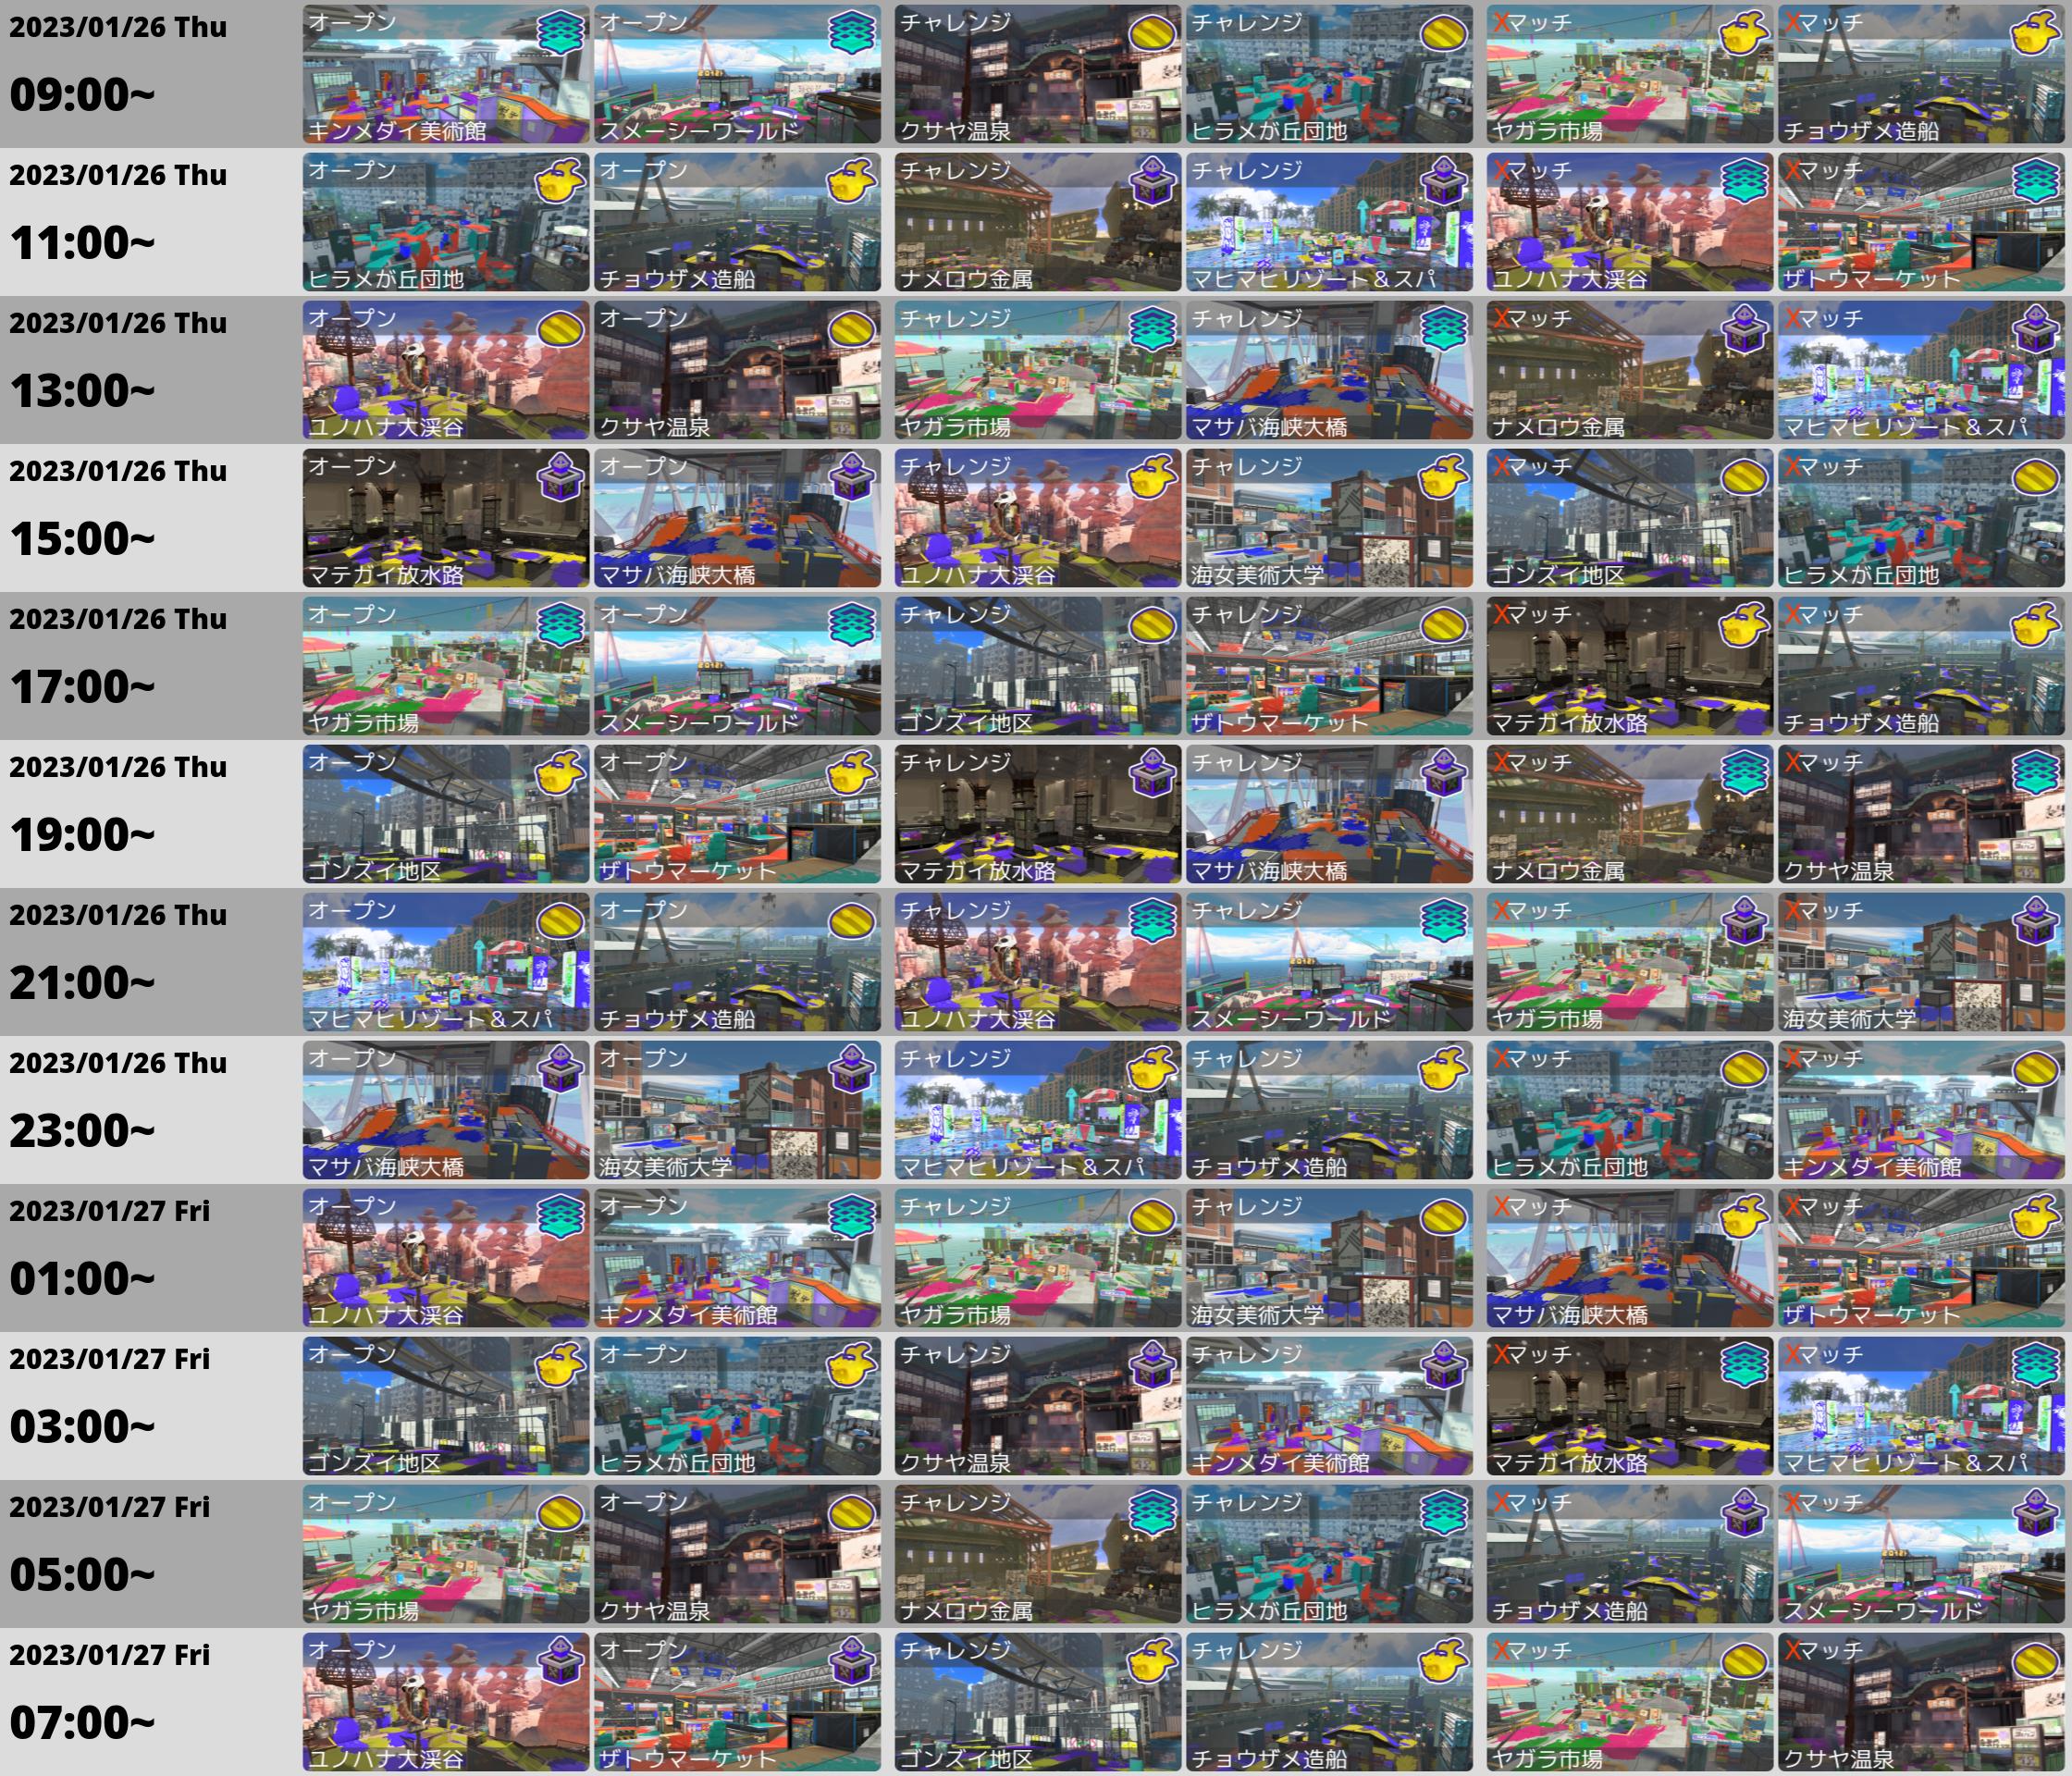 2023/01/26 Thu
09:00~
オープン オープン チャレンジ チャレンジ Xマッチ Xマッチ
キンメダイ美術館 スメーシーワールド クサヤ温泉 ヒラメが丘団地 ヤガラ市場 チョウザメ造船
2023/01/26 Thu
11:00~
オープン オープン チャレンジ チャレンジ Xマッチ Xマッチ
ヒラメが丘団地 チョウザメ造船 ナメロウ金属 マヒマヒリゾート＆スパ ユノハナ大渓谷 ザトウマーケット
2023/01/26 Thu
13:00~
オープン オープン チャレンジ チャレンジ Xマッチ Xマッチ
ユノハナ大渓谷 クサヤ温泉 ヤガラ市場 マサバ海峡大橋 ナメロウ金属 マヒマヒリゾート＆スパ
2023/01/26 Thu
15:00~
オープン オープン チャレンジ チャレンジ Xマッチ Xマッチ
マテガイ放水路 マサバ海峡大橋 ユノハナ大渓谷 海女美術大学 ゴンズイ地区 ヒラメが丘団地
2023/01/26 Thu
17:00~
オープン オープン チャレンジ チャレンジ Xマッチ Xマッチ
ヤガラ市場 スメーシーワールド ゴンズイ地区 ザトウマーケット マテガイ放水路 チョウザメ造船
2023/01/26 Thu
19:00~
オープン オープン チャレンジ チャレンジ Xマッチ Xマッチ
ゴンズイ地区 ザトウマーケット マテガイ放水路 マサバ海峡大橋 ナメロウ金属 クサヤ温泉
2023/01/26 Thu
21:00~
オープン オープン チャレンジ チャレンジ Xマッチ Xマッチ
マヒマヒリゾート＆スパ チョウザメ造船 ユノハナ大渓谷 スメーシーワールド ヤガラ市場 海女美術大学
2023/01/26 Thu
23:00~
オープン オープン チャレンジ チャレンジ Xマッチ Xマッチ
マサバ海峡大橋 海女美術大学 マヒマヒリゾート＆スパ チョウザメ造船 ヒラメが丘団地 キンメダイ美術館
2023/01/27 Fri
01:00~
オープン オープン チャレンジ チャレンジ Xマッチ Xマッチ
ユノハナ大渓谷 キンメダイ美術館 ヤガラ市場 海女美術大学 マサバ海峡大橋 ザトウマーケット
2023/01/27 Fri
03:00~
オープン オープン チャレンジ チャレンジ Xマッチ Xマッチ
ゴンズイ地区 ヒラメが丘団地 クサヤ温泉 キンメダイ美術館 マテガイ放水路 マヒマヒリゾート＆スパ
2023/01/27 Fri
05:00~
オープン オープン チャレンジ チャレンジ Xマッチ Xマッチ
ヤガラ市場 クサヤ温泉 ナメロウ金属 ヒラメが丘団地 チョウザメ造船 スメーシーワールド
2023/01/27 Fri
07:00~
オープン オープン チャレンジ チャレンジ Xマッチ Xマッチ
ユノハナ大渓谷 ザトウマーケット ゴンズイ地区 チョウザメ造船 ヤガラ市場 クサヤ温泉